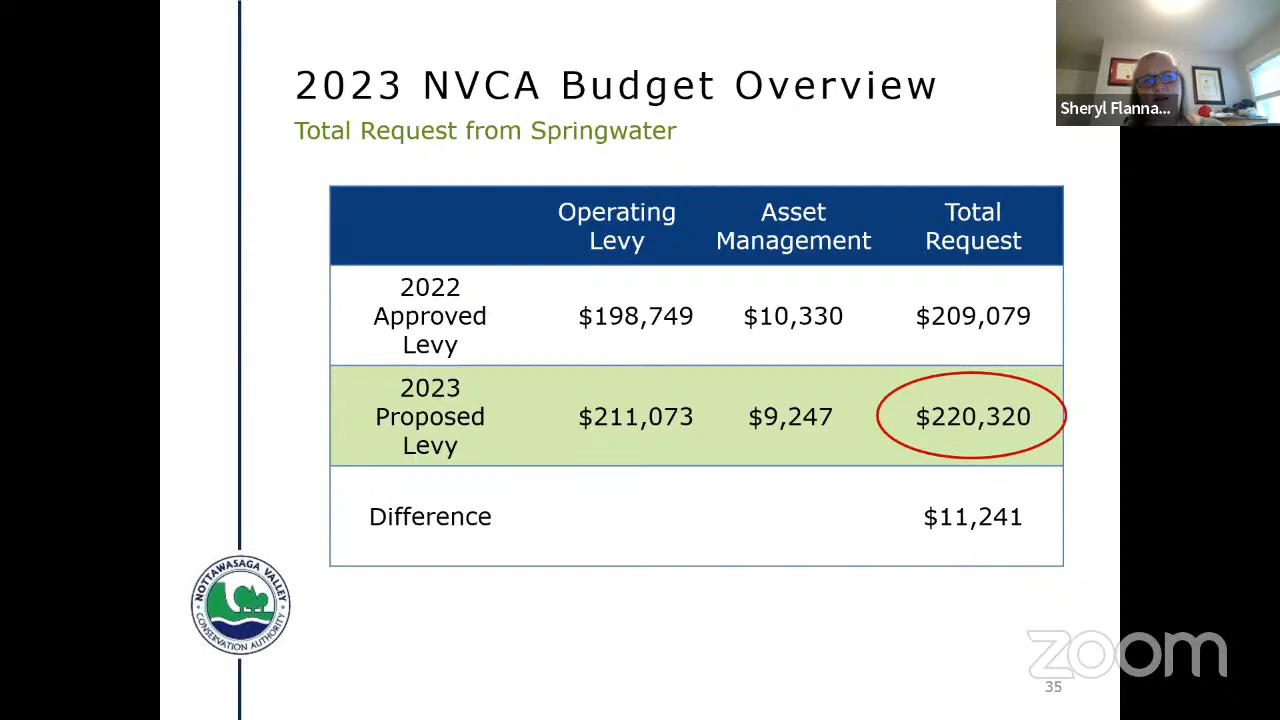 2023 NVCA Budget Overview
Total Request from Springwater
Sheryl Flanna...
Operating Levy
Asset Management
Total Request
2022 Approved Levy
$198,749
$10,330
$209,079
2023 Proposed Levy
$211,073
$9,247
$220,320
Difference
$11,241
NOTTAWASAGA VALLEY
CONSERVATION AUTHORITY
zoom
35